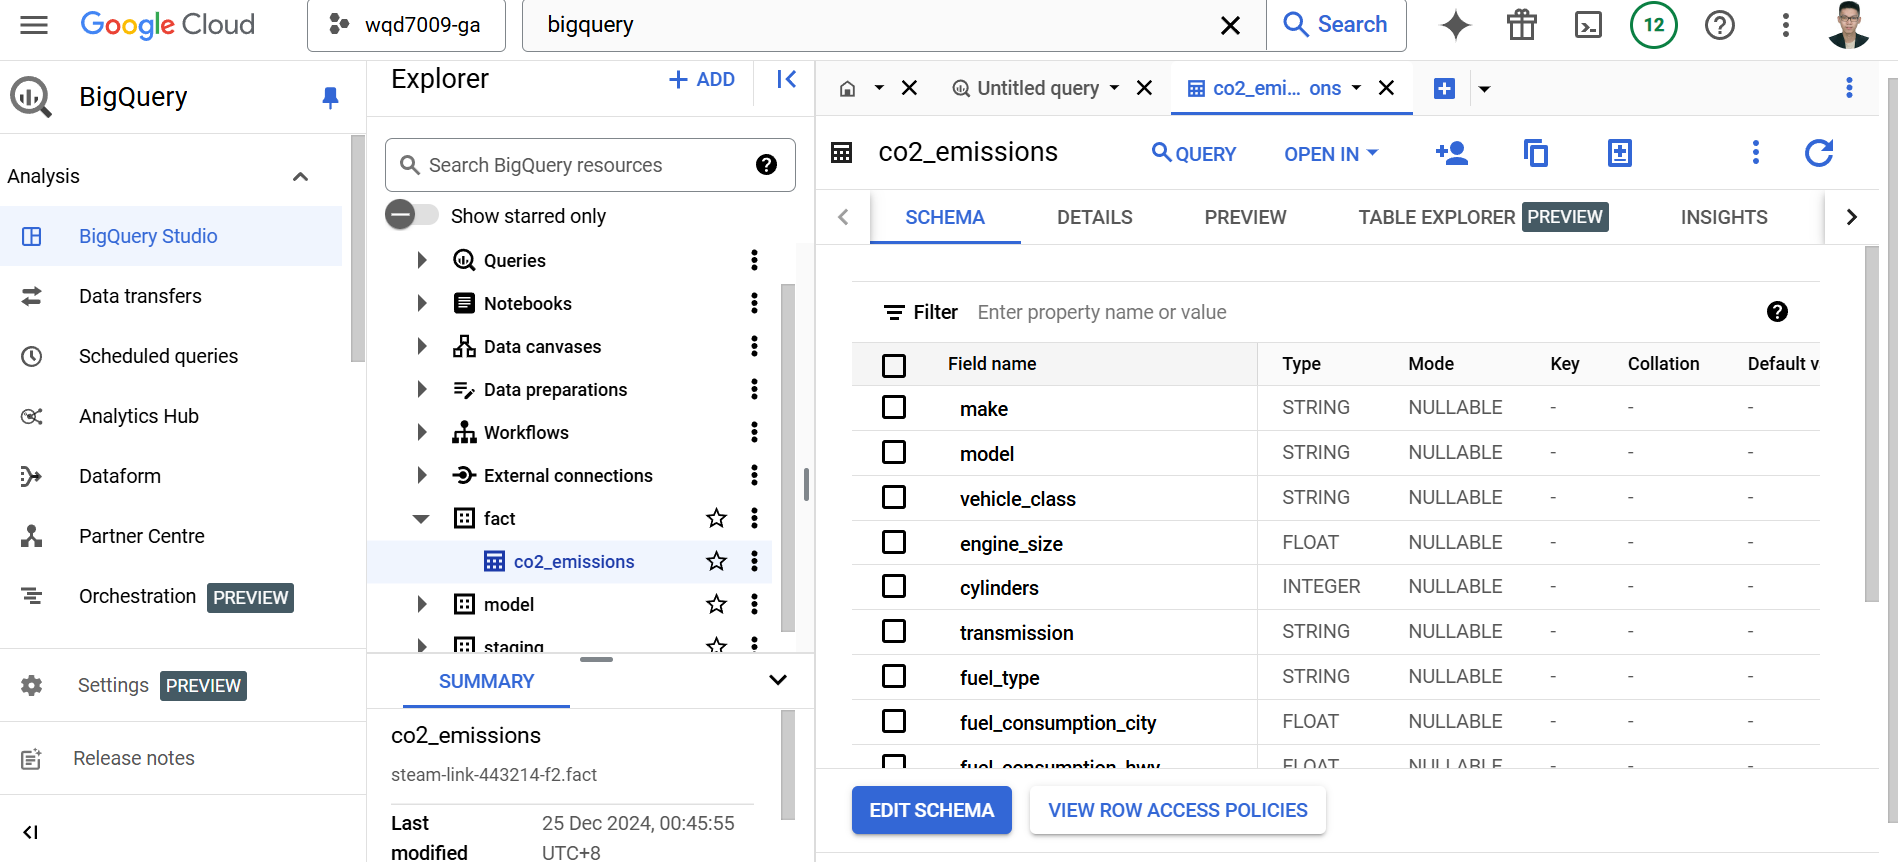 Google Cloud
wqd7009-ga
bigquery
Search
12
BigQuery
Analysis
BigQuery Studio
Data transfers
Scheduled queries
Analytics Hub
Dataform
Partner Centre
Orchestration PREVIEW
Settings PREVIEW
Release notes
Explorer
ADD
Search BigQuery resources
Show starred only
Queries
Notebooks
Data canvases
Data preparations
Workflows
External connections
fact
co2_emissions
model
staging
SUMMARY
co2_emissions
steam-link-443214-f2.fact
Last modified 25 Dec 2024, 00:45:55 UTC+8
Untitled query
co2_emi... ons
co2_emissions
QUERY
OPEN IN
SCHEMA
DETAILS
PREVIEW
TABLE EXPLORER PREVIEW
INSIGHTS
Filter Enter property name or value
Field name Type Mode Key Collation Default v
make STRING NULLABLE - - -
model STRING NULLABLE - - -
vehicle_class STRING NULLABLE - - -
engine_size FLOAT NULLABLE - - -
cylinders INTEGER NULLABLE - - -
transmission STRING NULLABLE - - -
fuel_type STRING NULLABLE - - -
fuel_consumption_city FLOAT NULLABLE - - -
fuel_consumption_hwy FLOAT NULLABLE - - -
EDIT SCHEMA
VIEW ROW ACCESS POLICIES